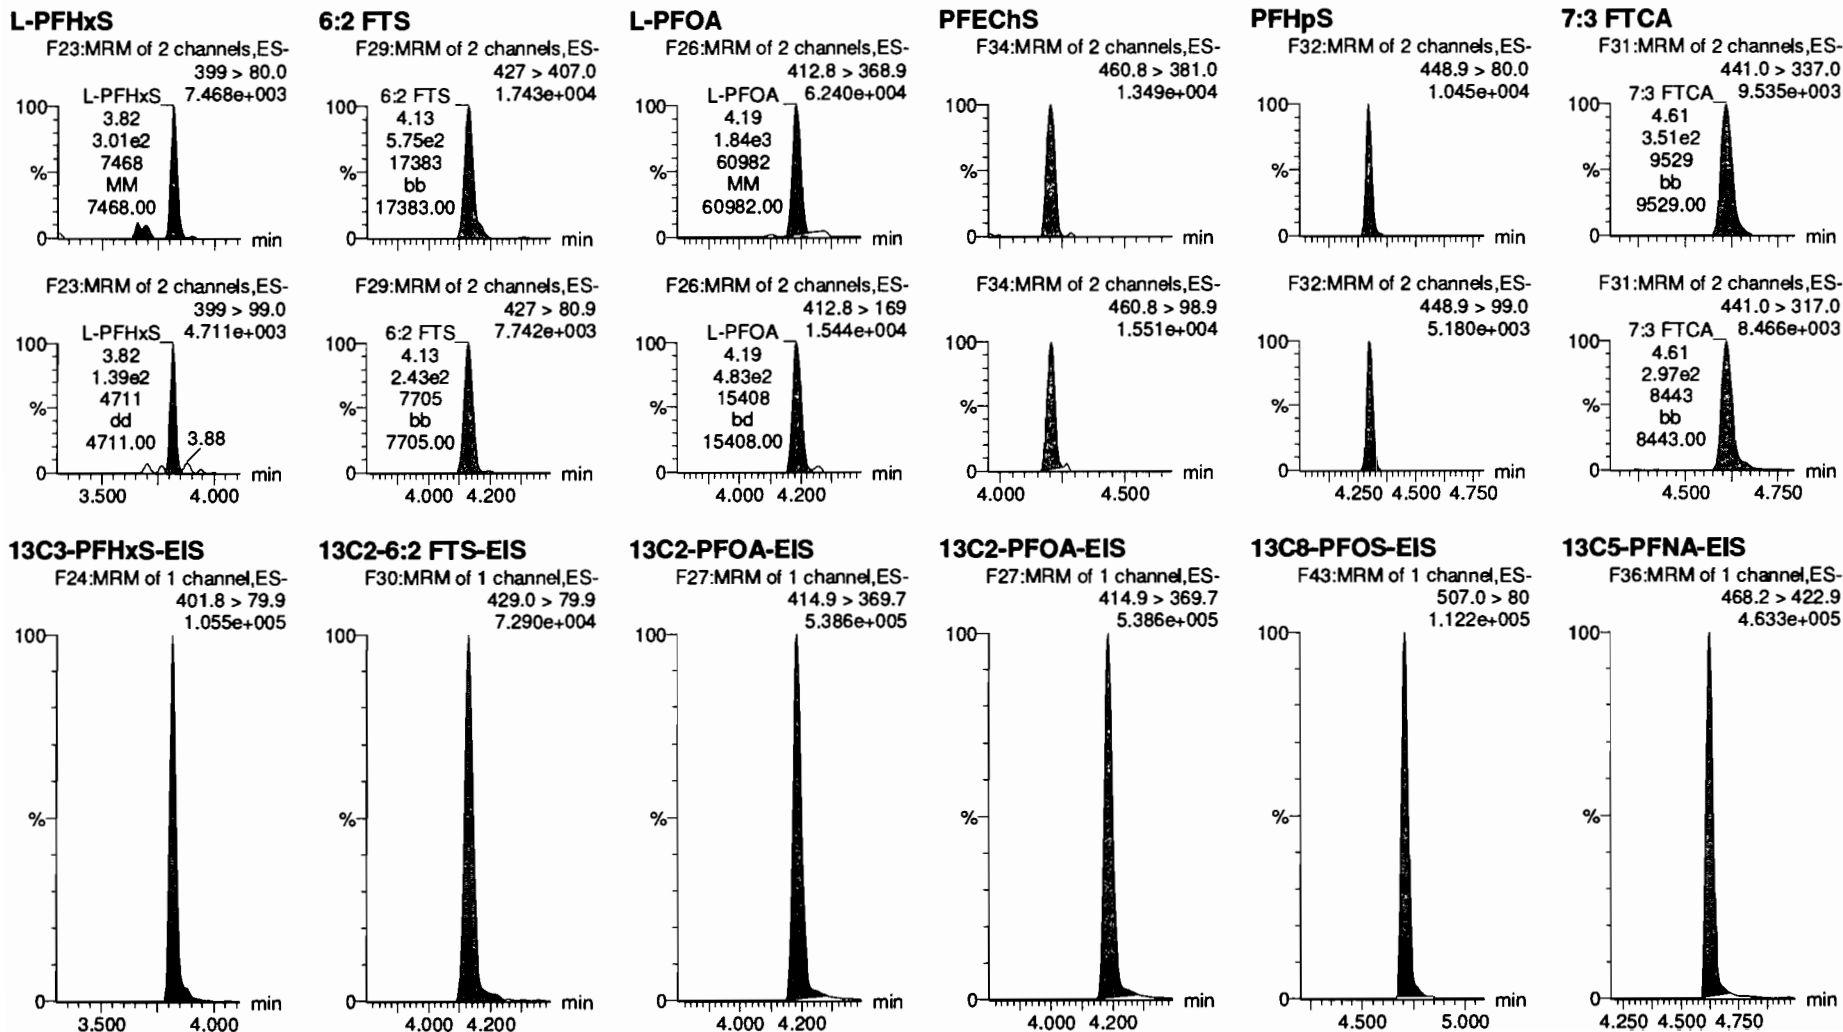 L-PFHxS
F23:MRM of 2 channels,ES-
399 > 80.0
7.468e+003
L-PFHxS
3.82
3.01e2
7468
MM
7468.00
100
%
0
min
F23:MRM of 2 channels,ES-
399 > 99.0
4.711e+003
L-PFHxS
3.82
1.39e2
4711
dd
4711.00
3.88
100
%
0
min
3.500 4.000
6:2 FTS
F29:MRM of 2 channels,ES-
427 > 407.0
1.743e+004
6:2 FTS
4.13
5.75e2
17383
bb
17383.00
100
%
0
min
F29:MRM of 2 channels,ES-
427 > 80.9
7.742e+003
6:2 FTS
4.13
2.43e2
7705
bb
7705.00
100
%
0
min
4.000 4.200
L-PFOA
F26:MRM of 2 channels,ES-
412.8 > 368.9
6.240e+004
L-PFOA
4.19
1.84e3
60982
MM
60982.00
100
%
0
min
F26:MRM of 2 channels,ES-
412.8 > 169
1.544e+004
L-PFOA
4.19
4.83e2
15408
bd
15408.00
100
%
0
min
4.000 4.200
PFEChS
F34:MRM of 2 channels,ES-
460.8 > 381.0
1.349e+004
100
%
0
min
F34:MRM of 2 channels,ES-
460.8 > 98.9
1.551e+004
100
%
0
min
4.000 4.500
PFHpS
F32:MRM of 2 channels,ES-
448.9 > 80.0
1.045e+004
100
%
0
min
F32:MRM of 2 channels,ES-
448.9 > 99.0
5.180e+003
100
%
0
min
4.250 4.500 4.750
7:3 FTCA
F31:MRM of 2 channels,ES-
441.0 > 337.0
9.535e+003
7:3 FTCA
4.61
3.51e2
9529
bb
9529.00
100
%
0
min
F31:MRM of 2 channels,ES-
441.0 > 317.0
8.466e+003
7:3 FTCA
4.61
2.97e2
8443
bb
8443.00
100
%
0
min
4.500 4.750
13C3-PFHxS-EIS
F24:MRM of 1 channel,ES-
401.8 > 79.9
1.055e+005
100
%
0
min
3.500 4.000
13C2-6:2 FTS-EIS
F30:MRM of 1 channel,ES-
429.0 > 79.9
7.290e+004
100
%
0
min
4.000 4.200
13C2-PFOA-EIS
F27:MRM of 1 channel,ES-
414.9 > 369.7
5.386e+005
100
%
0
min
4.000 4.200
13C2-PFOA-EIS
F27:MRM of 1 channel,ES-
414.9 > 369.7
5.386e+005
100
%
0
min
4.000 4.200
13C8-PFOS-EIS
F43:MRM of 1 channel,ES-
507.0 > 80
1.122e+005
100
%
0
min
4.500 5.000
13C5-PFNA-EIS
F36:MRM of 1 channel,ES-
468.2 > 422.9
4.633e+005
100
%
0
min
4.250 4.500 4.750